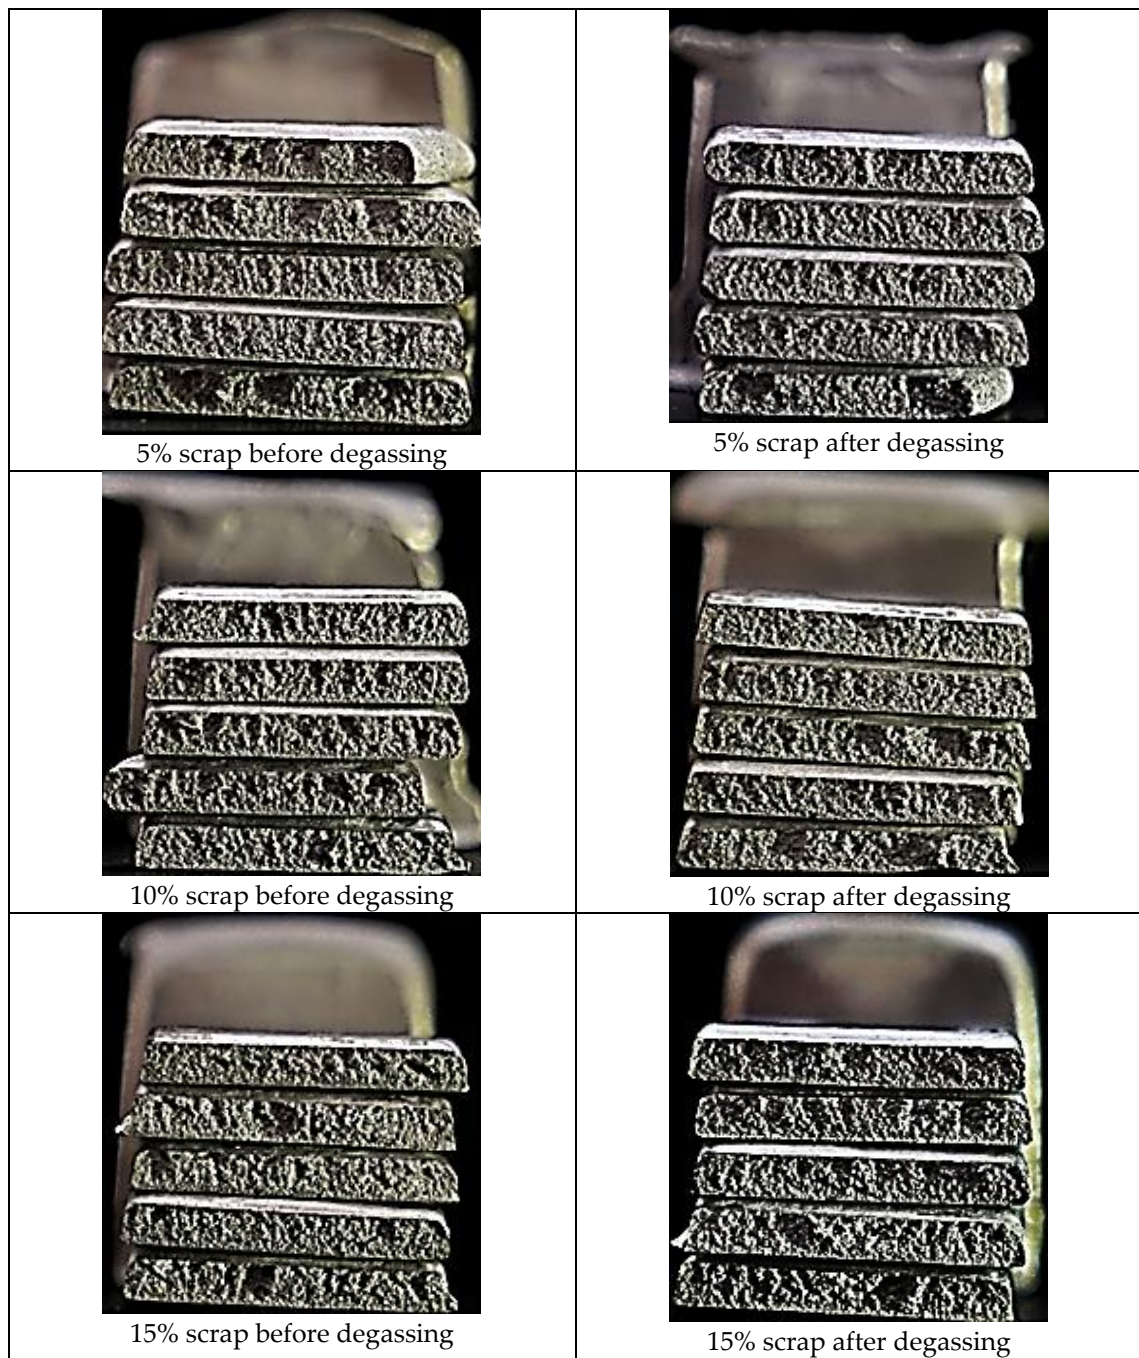 5% scrap before degassing
5% scrap after degassing
10% scrap before degassing
10% scrap after degassing
15% scrap before degassing
15% scrap after degassing